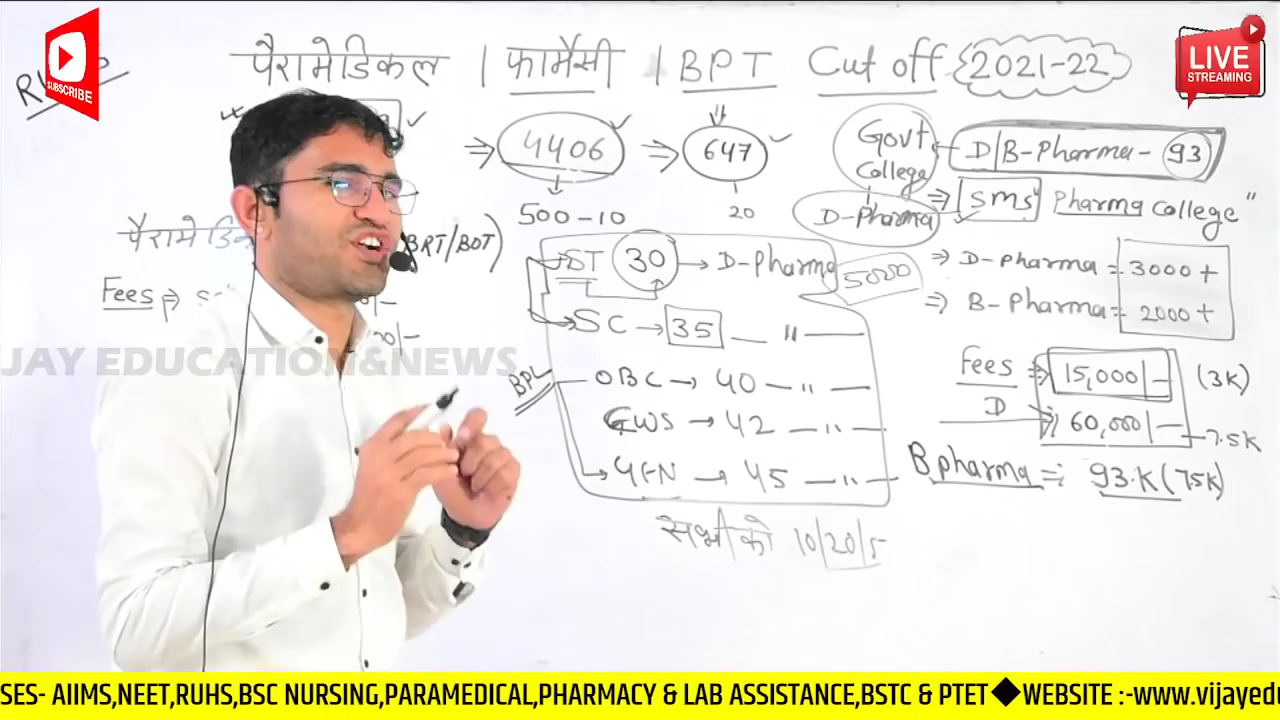 SUBSCRIBE
LIVE
STREAMING
पैरामेडिकल | फार्मेसी | BPT Cut off 2021-22
⇒ 4406 ⇒ 647
500-10 20
Govt College
D|B-Pharma - 93
D-Pharma
⇒ SMS Pharma College"
⇒ D-Pharma = 3000+
⇒ B-Pharma = 2000+
BRT/BOT)
Fees ⇒
ST 30 → D-Pharma 5000
SC → 35 — " —
BPL
OBC → 40 — " —
EWS → 42 — " —
GEN → 45 — " —
सभी को 10/20/5
Fees 15,000/- (3K)
D 60,000/- 7.5K
B pharma ⇒ 93.K (7.5K)
JAY EDUCATION&NEWS
SES- AIIMS,NEET,RUHS,BSC NURSING,PARAMEDICAL,PHARMACY & LAB ASSISTANCE,BSTC & PTET◆WEBSITE :-www.vijayed